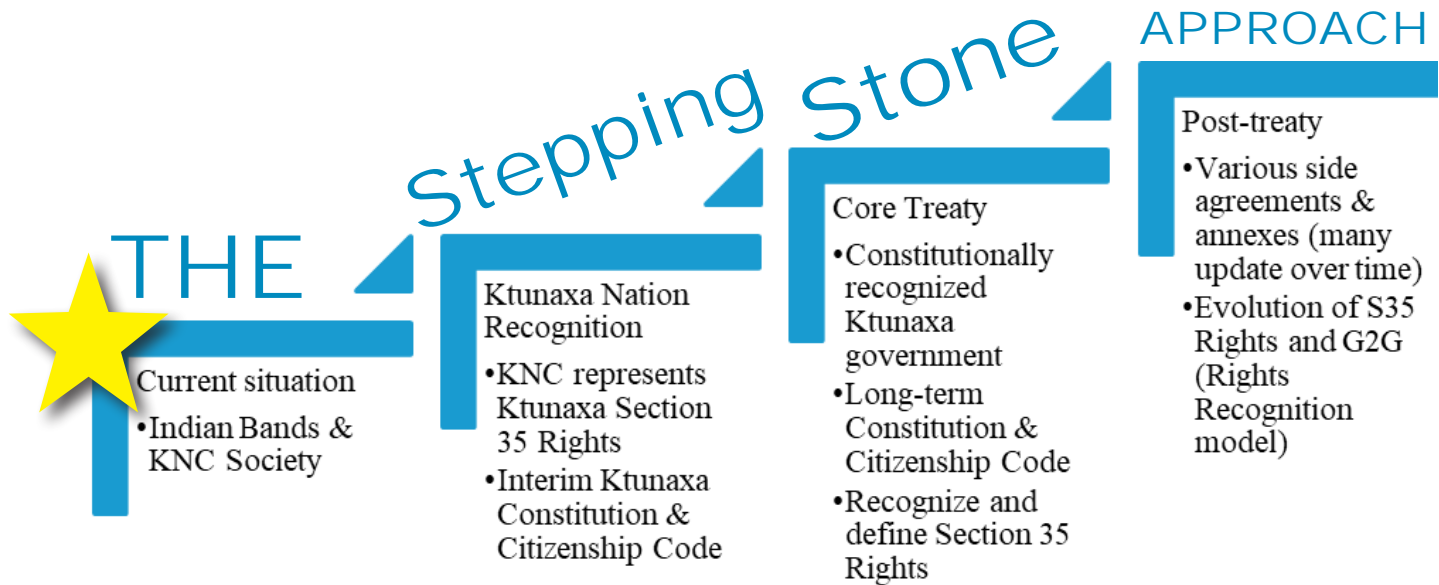 THE Stepping Stone APPROACH
Current situation
•Indian Bands &
KNC Society
Ktunaxa Nation
Recognition
•KNC represents
Ktunaxa Section
35 Rights
•Interim Ktunaxa
Constitution &
Citizenship Code
Core Treaty
•Constitutionally
recognized
Ktunaxa
government
•Long-term
Constitution &
Citizenship Code
•Recognize and
define Section 35
Rights
Post-treaty
•Various side
agreements &
annexes (many
update over time)
•Evolution of S35
Rights and G2G
(Rights
Recognition
model)